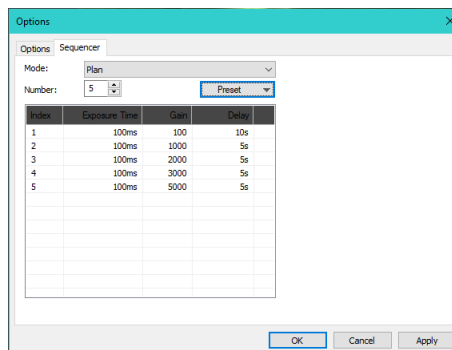 Options
Options Sequencer
Mode: Plan
Number: 5 Preset
Index Exposure Time Gain Delay
1 100ms 100 10s
2 100ms 1000 5s
3 100ms 2000 5s
4 100ms 3000 5s
5 100ms 5000 5s
OK Cancel Apply